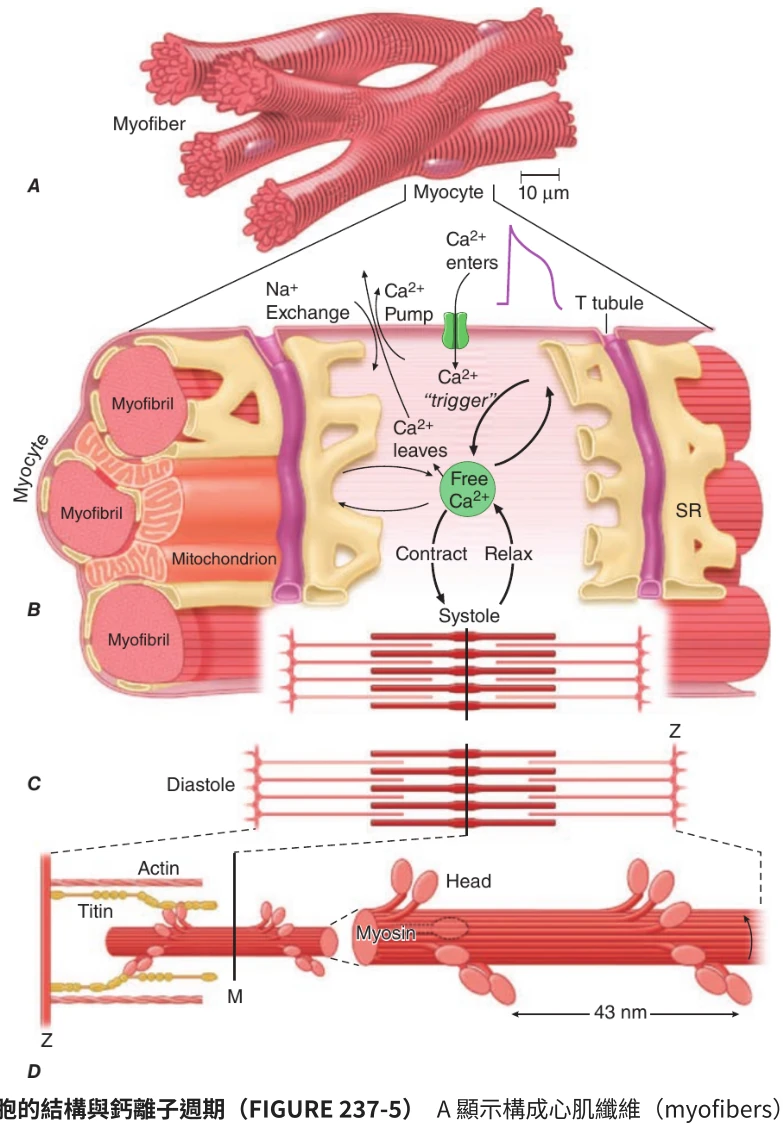 Myofiber
A
Myocyte
10 μm
Ca2+
enters
Na+
Exchange
Ca2+
Pump
T tubule
Ca2+
"trigger"
Myofibril
Ca2+
leaves
Myocyte
Free
Ca2+
Myofibril
SR
Mitochondrion
Contract
Relax
B
Myofibril
Systole
Z
C
Diastole
Actin
Head
Titin
Myosin
M
43 nm
Z
D
胞的結構與鈣離子週期（FIGURE 237-5） A 顯示構成心肌纖維（myofibers）